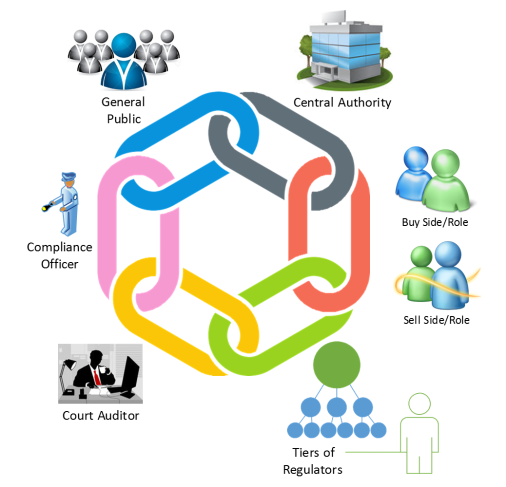 General
Public
Central Authority
Buy Side/Role
Compliance
Officer
Sell Side/Role
Court Auditor
Tiers of
Regulators